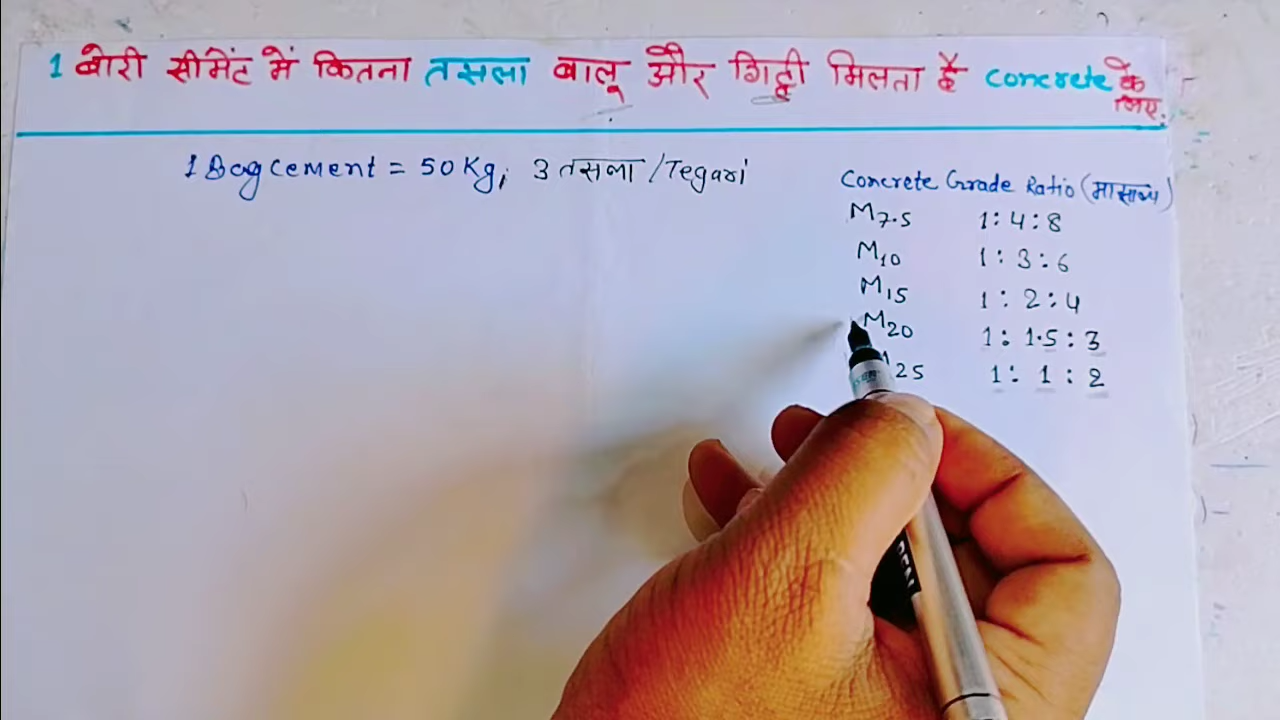 1 बोरी सीमेंट में कितना तसला बालू और गिट्टी मिलता है concrete के लिए.
1 Bag cement = 50 Kg, 3 तसला / Tegari
Concrete Grade Ratio (मासाला)
M7.5 1 : 4 : 8
M10 1 : 3 : 6
M15 1 : 2 : 4
M20 1 : 1.5 : 3
25 1 : 1 : 2